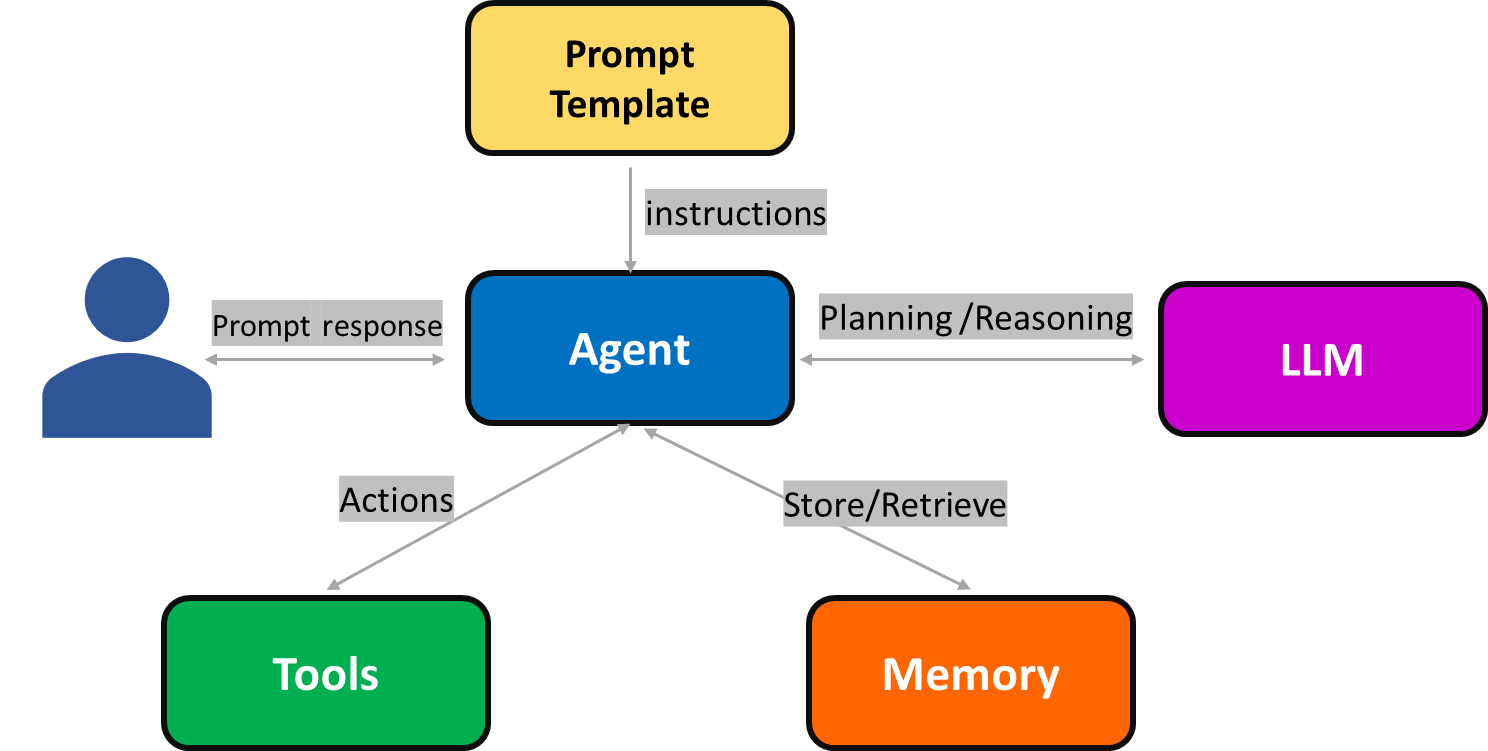 Prompt
Template
instructions
Prompt response
Agent
Planning /Reasoning
LLM
Actions
Store/Retrieve
Tools
Memory